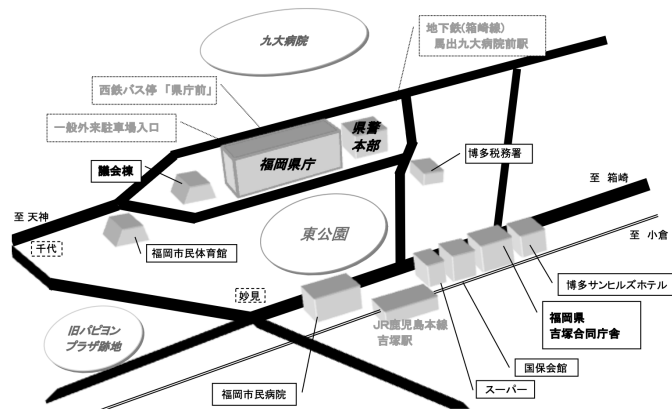 九大病院
地下鉄(箱崎線)
馬出九大病院前駅
西鉄バス停 「県庁前」
一般外来駐車場入口
県警
本部
福岡県庁
議会棟
博多税務署
至 箱崎
至 天神
千代
福岡市民体育館
東公園
至 小倉
妙見
博多サンヒルズホテル
旧パピヨン
プラザ跡地
JR鹿児島本線
吉塚駅
福岡県
吉塚合同庁舎
国保会館
スーパー
福岡市民病院